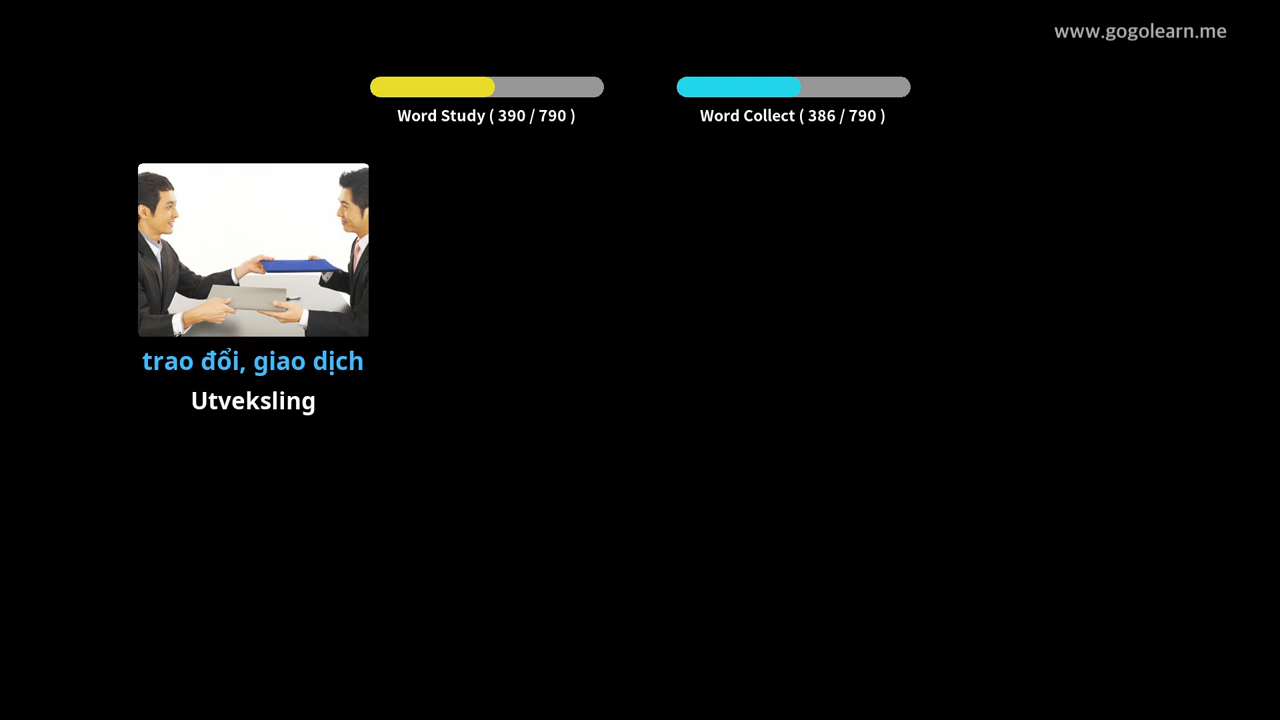 www.gogolearn.me
Word Study ( 390 / 790 )
Word Collect ( 386 / 790 )
trao đổi, giao dịch
Utveksling